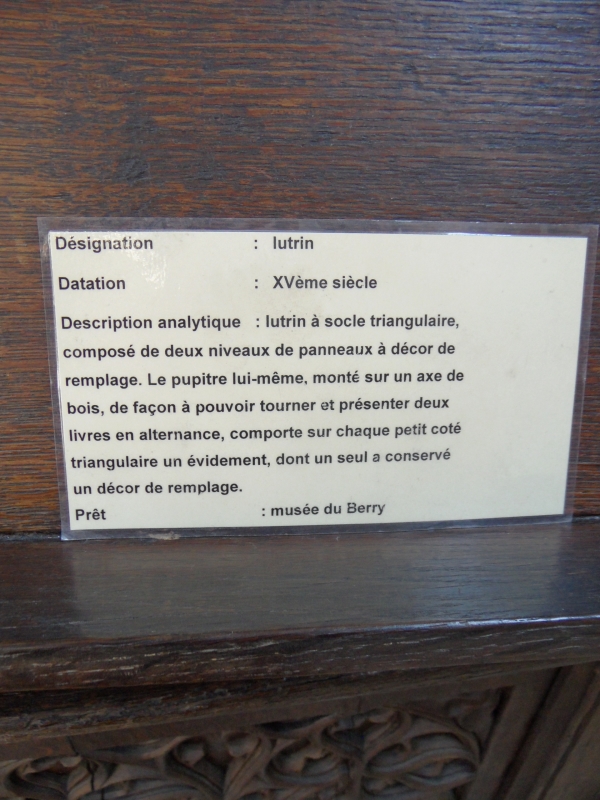 Désignation : lutrin
Datation : XVème siècle
Description analytique : lutrin à socle triangulaire,
composé de deux niveaux de panneaux à décor de
remplage. Le pupitre lui-même, monté sur un axe de
bois, de façon à pouvoir tourner et présenter deux
livres en alternance, comporte sur chaque petit coté
triangulaire un évidement, dont un seul a conservé
un décor de remplage.
Prêt : musée du Berry